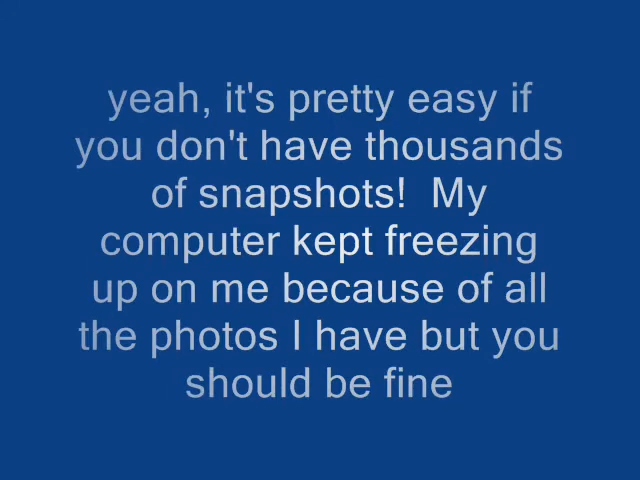 yeah, it's pretty easy if
you don't have thousands
of snapshots!  My
computer kept freezing
up on me because of all
the photos I have but you
should be fine